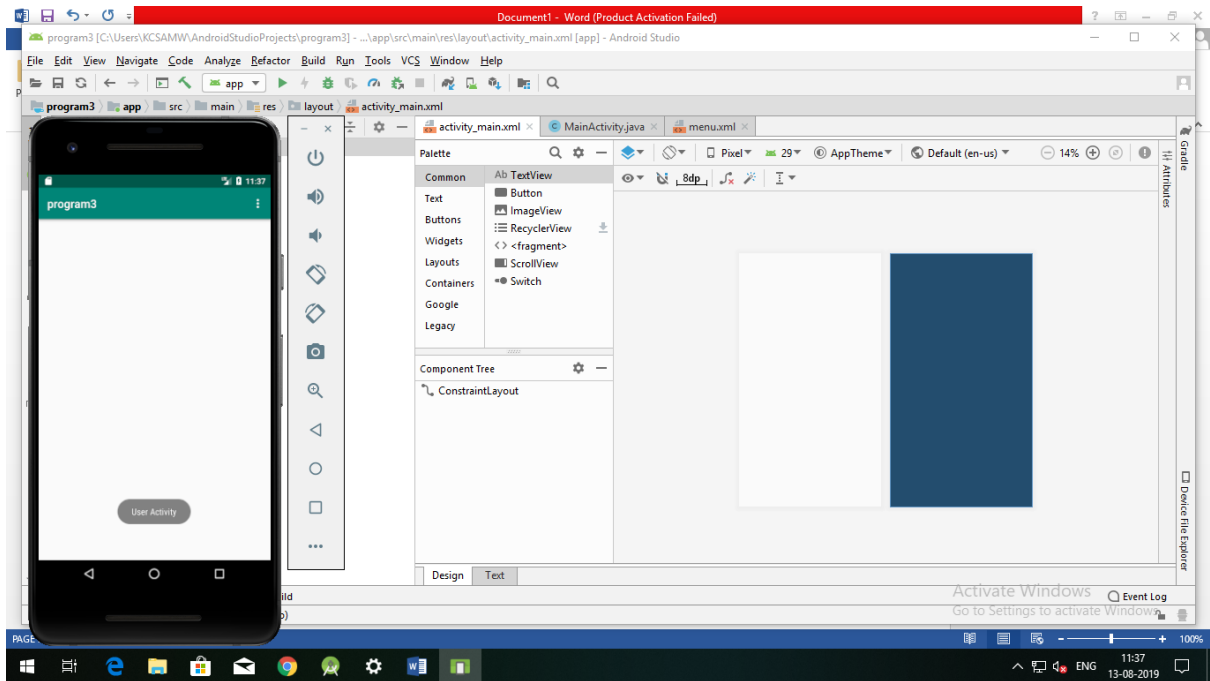 Document1 - Word (Product Activation Failed)
program3 [C:\Users\KCSAMW\AndroidStudioProjects\program3] - ...\app\src\main\res\layout\activity_main.xml [app] - Android Studio
File Edit View Navigate Code Analyze Refactor Build Run Tools VCS Window Help
app
program3 app src main res layout activity_main.xml
activity_main.xml MainActivity.java menu.xml
Palette
Pixel 29 AppTheme Default (en-us) 14%
8dp
Common
Text
Buttons
Widgets
Layouts
Containers
Google
Legacy
Ab TextView
Button
ImageView
RecyclerView
<fragment>
ScrollView
Switch
Component Tree
ConstraintLayout
Design Text
Gradle
Attributes
Device File Explorer
11:37
program3
User Activity
ild
Event Log
Activate Windows
Go to Settings to activate Windows.
PAGE
100%
ENG
11:37
13-08-2019